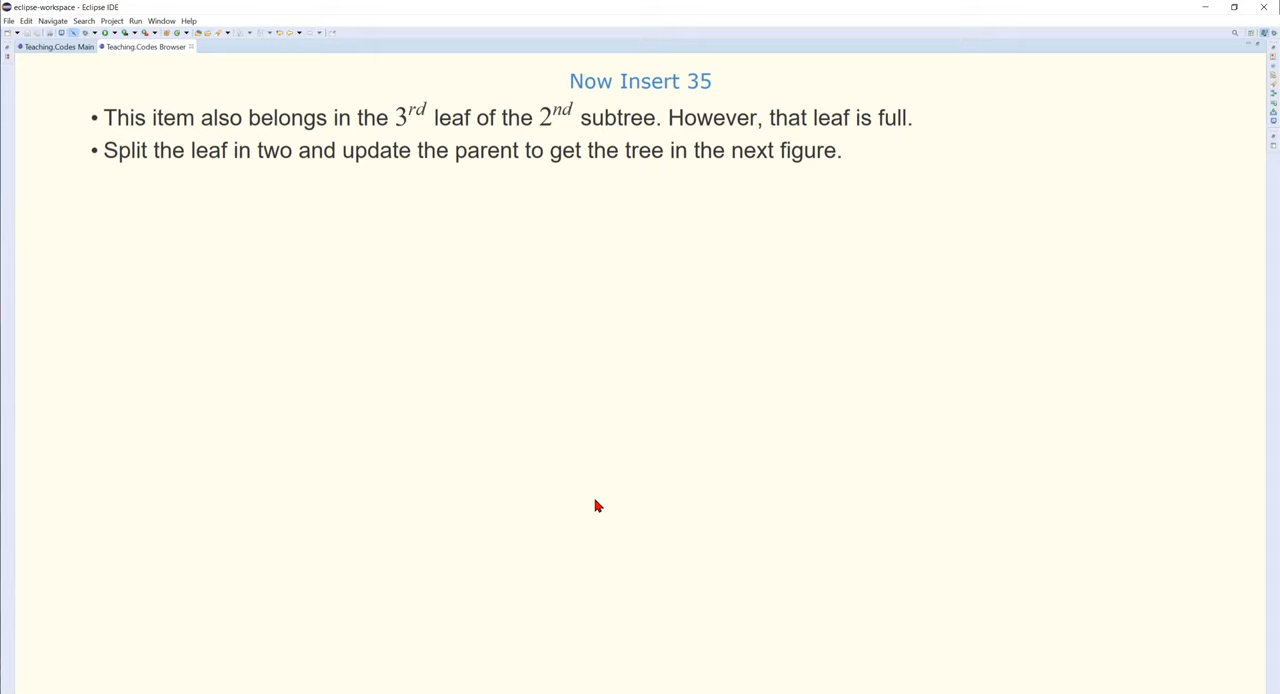 eclipse-workspace - Eclipse IDE
File Edit Navigate Search Project Run Window Help
Teaching.Codes Main Teaching.Codes Browser
Now Insert 35
• This item also belongs in the 3rd leaf of the 2nd subtree. However, that leaf is full.
• Split the leaf in two and update the parent to get the tree in the next figure.